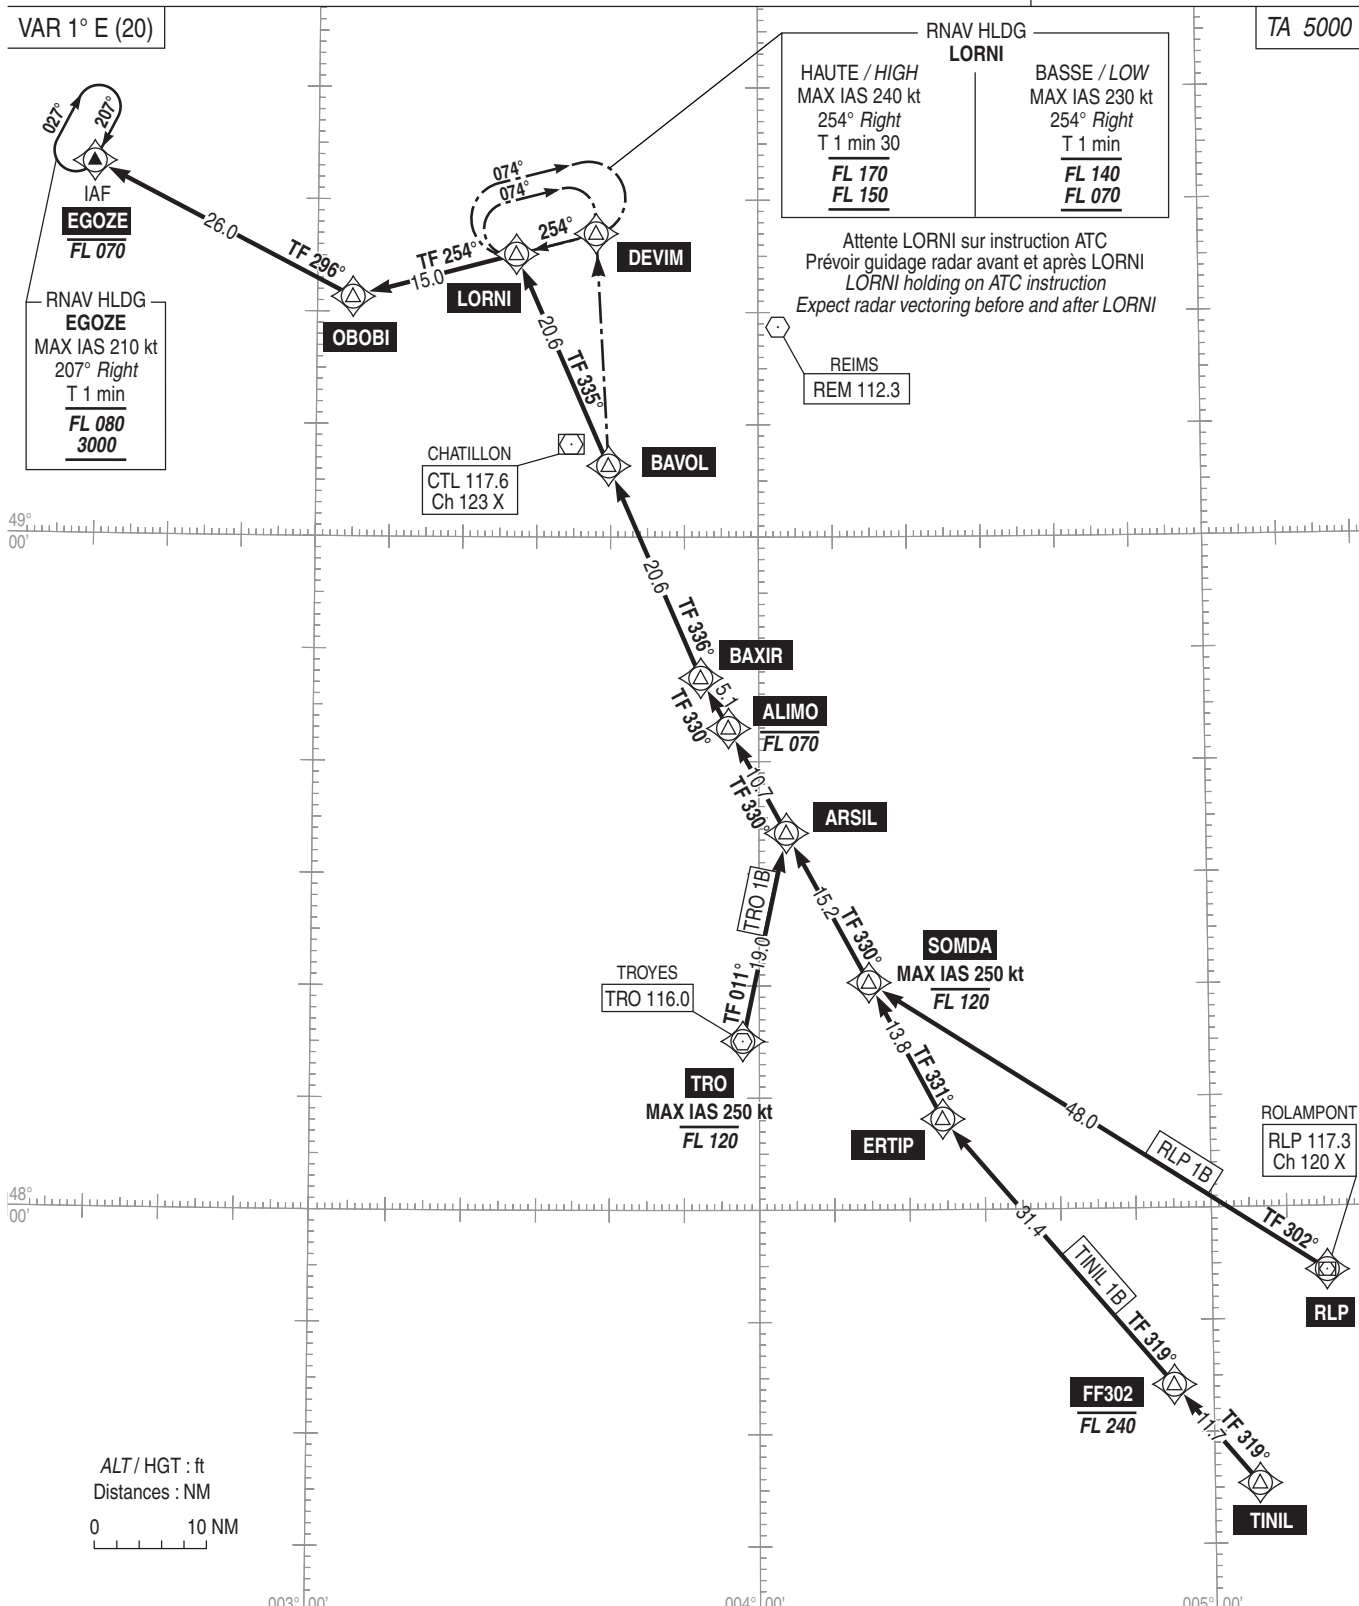 VAR 1° E (20)
TA 5000
RNAV HLDG
LORNI
HAUTE / HIGH
MAX IAS 240 kt
254° Right
T 1 min 30
FL 170
FL 150
BASSE / LOW
MAX IAS 230 kt
254° Right
T 1 min
FL 140
FL 070
Attente LORNI sur instruction ATC
Prévoir guidage radar avant et après LORNI
LORNI holding on ATC instruction
Expect radar vectoring before and after LORNI
027°
207°
IAF
EGOZE
FL 070
26.0
TF 296°
RNAV HLDG
EGOZE
MAX IAS 210 kt
207° Right
T 1 min
FL 080
3000
OBOBI
TF 254°
15.0
LORNI
074°
074°
254°
DEVIM
20.6
TF 335°
REIMS
REM 112.3
CHATILLON
CTL 117.6
Ch 123 X
BAVOL
49°
00'
20.6
TF 336°
BAXIR
5.1
TF 330°
ALIMO
FL 070
10.7
TF 330°
ARSIL
TRO 1B
19.0
TF 011°
15.2
TF 330°
SOMDA
MAX IAS 250 kt
FL 120
TROYES
TRO 116.0
TRO
MAX IAS 250 kt
FL 120
13.8
TF 331°
ERTIP
48.0
RLP 1B
TF 302°
ROLAMPONT
RLP 117.3
Ch 120 X
RLP
48°
00'
31.4
TINIL 1B
TF 319°
FF302
FL 240
11.7
TF 319°
TINIL
ALT / HGT : ft
Distances : NM
0 10 NM
003° 00'
004° 00'
005° 00'